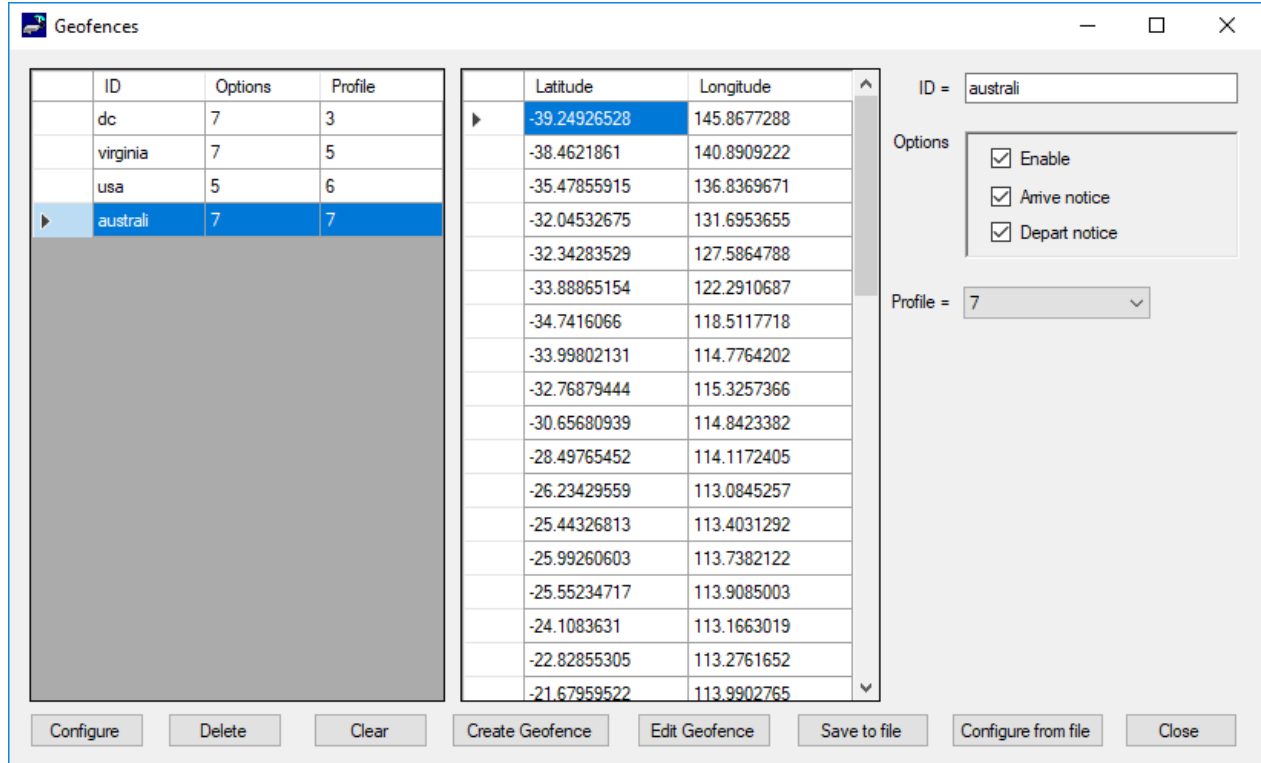 Geofences
ID Options Profile
dc 7 3
virginia 7 5
usa 5 6
australi 7 7
Latitude Longitude
-39.24926528 145.8677288
-38.4621861 140.8909222
-35.47855915 136.8369671
-32.04532675 131.6953655
-32.34283529 127.5864788
-33.88865154 122.2910687
-34.7416066 118.5117718
-33.99802131 114.7764202
-32.76879444 115.3257366
-30.65680939 114.8423382
-28.49765452 114.1172405
-26.23429559 113.0845257
-25.44326813 113.4031292
-25.99260603 113.7382122
-25.55234717 113.9085003
-24.1083631 113.1663019
-22.82855305 113.2761652
-21.67959522 113.9902765
ID = australi
Options
Enable
Arrive notice
Depart notice
Profile = 7
Configure Delete Clear Create Geofence Edit Geofence Save to file Configure from file Close